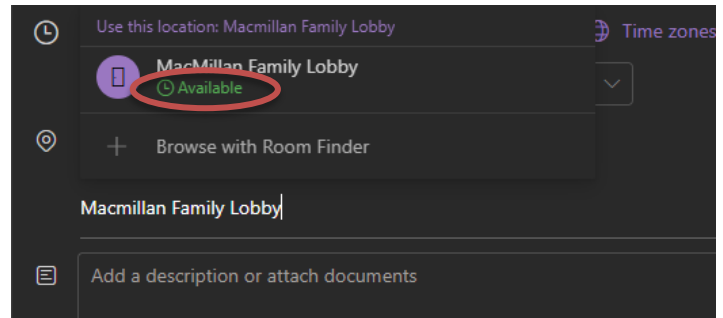 Use this location: Macmillan Family Lobby
Time zones
MacMillan Family Lobby
Available
Browse with Room Finder
Macmillan Family Lobby
Add a description or attach documents